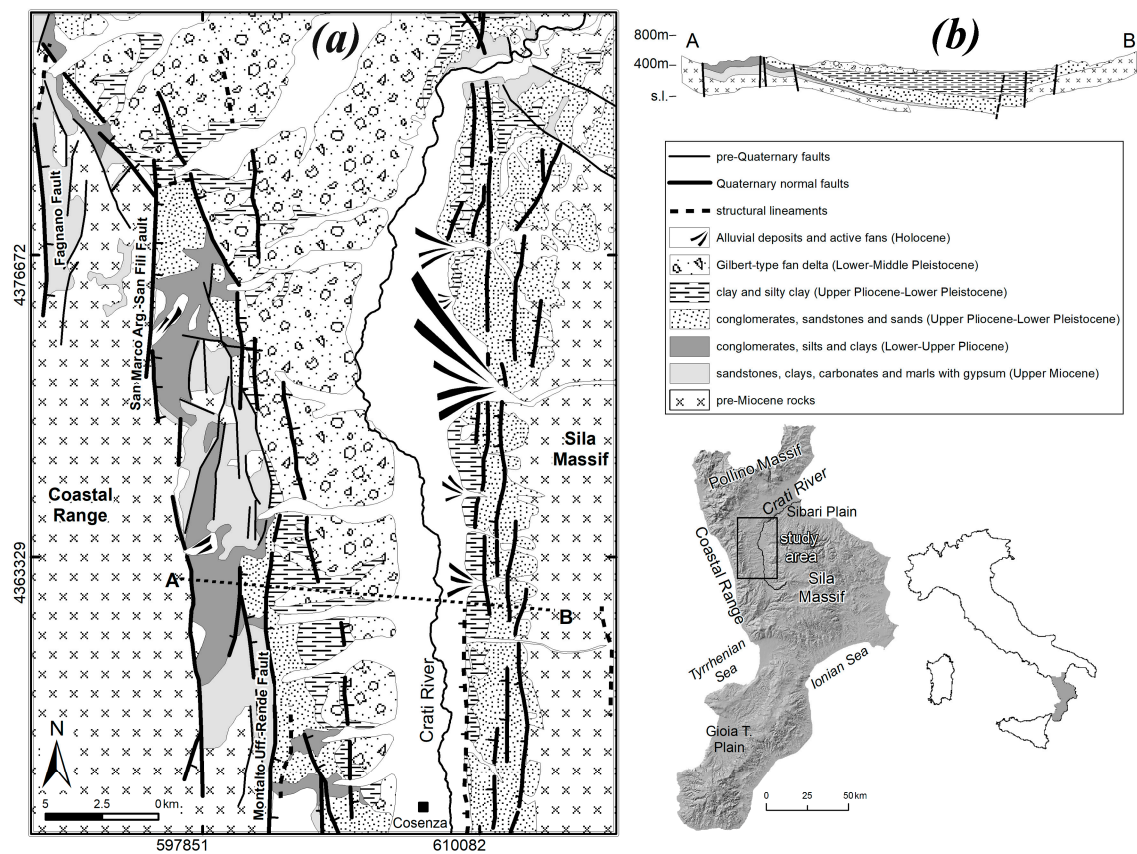 (a)
Fagnano Fault
San Marco Arg.-San Fili Fault
4376672
Sila
Massif
Coastal
Range
4363329
A
B
Montalto Uff.-Rende Fault
Crati River
N
5 2.5 0 km
Cosenza
597851 610082
(b)
800m
400m
s.l.
A
B
pre-Quaternary faults
Quaternary normal faults
structural lineaments
Alluvial deposits and active fans (Holocene)
Gilbert-type fan delta (Lower-Middle Pleistocene)
clay and silty clay (Upper Pliocene-Lower Pleistocene)
conglomerates, sandstones and sands (Upper Pliocene-Lower Pleistocene)
conglomerates, silts and clays (Lower-Upper Pliocene)
sandstones, clays, carbonates and marls with gypsum (Upper Miocene)
pre-Miocene rocks
Pollino Massif
Crati River
Sibari Plain
study
area
Coastal Range
Sila
Massif
Tyrrhenian
Sea
Ionian Sea
Gioia T.
Plain
0 25 50 km